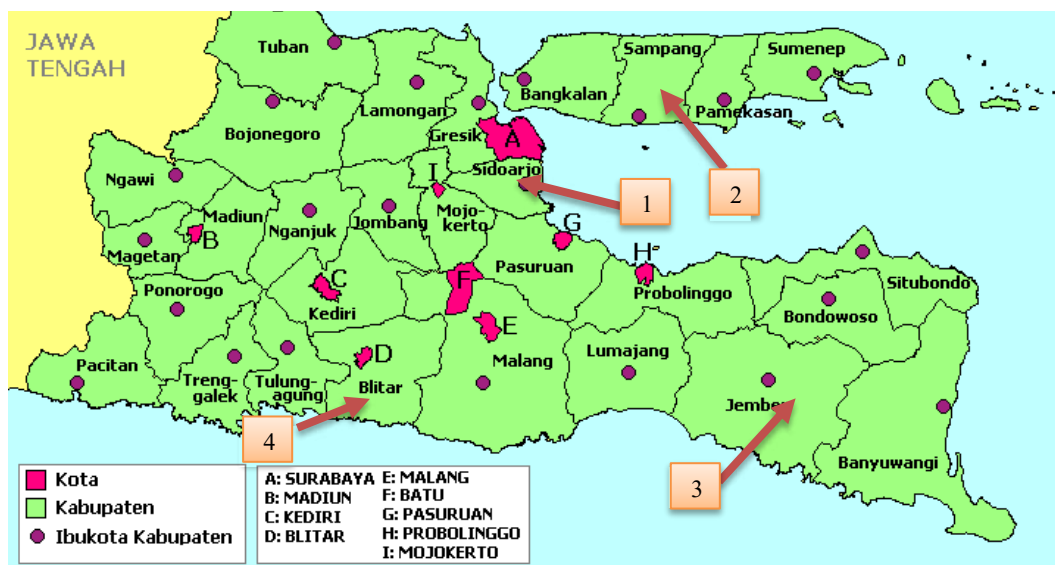 JAWA
TENGAH
Tuban
Lamongan
Bojonegoro
Gresik
A
Bangkalan
Sampang
Sumenep
Pamekasan
2
Sidoarjo
1
I
Mojo-
kerto
Ngawi
Madiun
B
Magetan
Nganjuk
Jombang
G
Pasuruan
H
Probolinggo
Situbondo
Bondowoso
Ponorogo
C
Kediri
F
E
Malang
Lumajang
Pacitan
Treng-
galek
Tulung-
agung
D
Blitar
4
Jembe
3
Banyuwangi
Kota
Kabupaten
Ibukota Kabupaten
A: SURABAYA E: MALANG
B: MADIUN F: BATU
C: KEDIRI G: PASURUAN
D: BLITAR H: PROBOLINGGO
I: MOJOKERTO